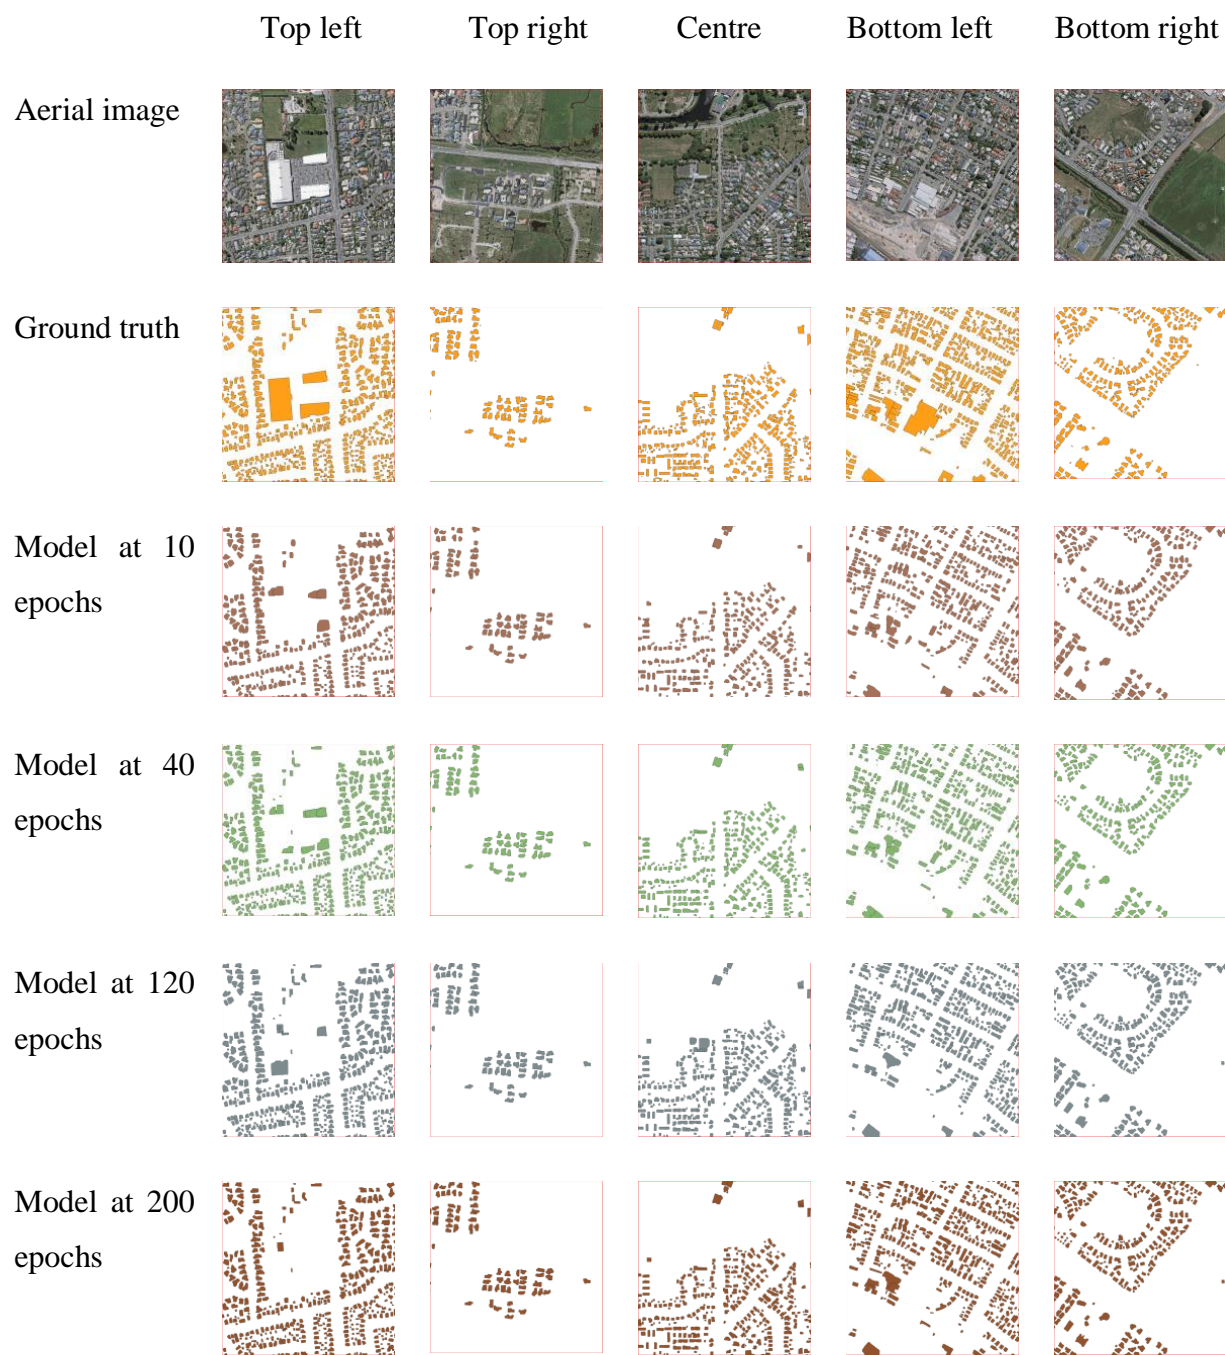 Top left Top right Centre Bottom left Bottom right
Aerial image
Ground truth
Model at 10
epochs
Model at 40
epochs
Model at 120
epochs
Model at 200
epochs